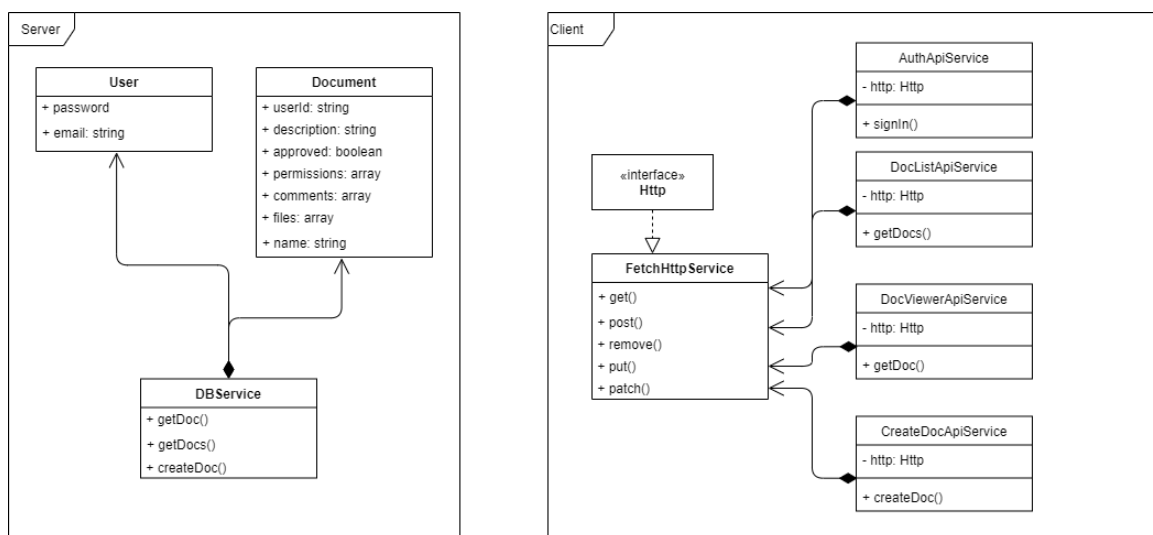 Server
User
+ password
+ email: string
Document
+ userId: string
+ description: string
+ approved: boolean
+ permissions: array
+ comments: array
+ files: array
+ name: string
DBService
+ getDoc()
+ getDocs()
+ createDoc()
Client
«interface»
Http
FetchHttpService
+ get()
+ post()
+ remove()
+ put()
+ patch()
AuthApiService
- http: Http
+ signIn()
DocListApiService
- http: Http
+ getDocs()
DocViewerApiService
- http: Http
+ getDoc()
CreateDocApiService
- http: Http
+ createDoc()